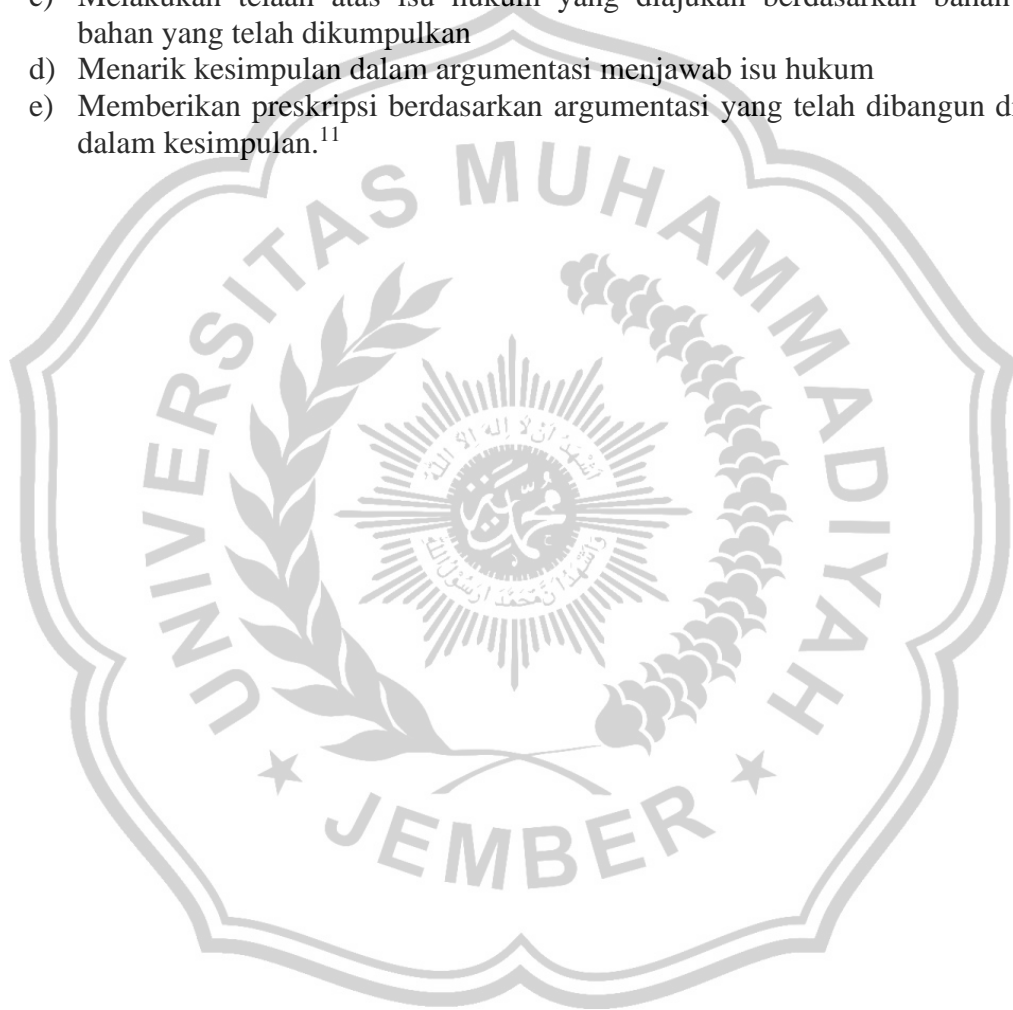 c) Melakukan telaah atas isu hukum yang diajukan berdasarkan bahan
bahan yang telah dikumpulkan
d) Menarik kesimpulan dalam argumentasi menjawab isu hukum
e) Memberikan preskripsi berdasarkan argumentasi yang telah dibangun di
dalam kesimpulan.11
UNIVERSITAS MUHAMMADIYAH
JEMBER